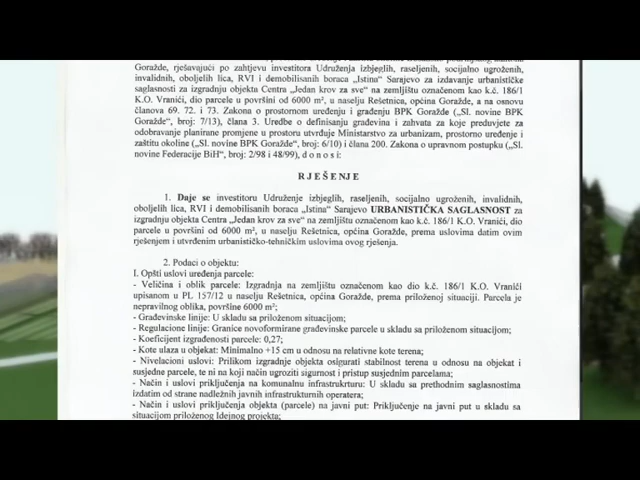 Goražde, rješavajući po zahtjevu investitora Udruženja izbjeglih, raseljenih, socijalno ugroženih,
invalidnih, oboljelih lica, RVI i demobilisanih boraca „Istina“ Sarajevo za izdavanje urbanističke
saglasnosti za izgradnju objekta Centra „Jedan krov za sve“ na zemljištu označenom kao k.č. 186/1
K.O. Vranići, dio parcele u površini od 6000 m², u naselju Rešetnica, općina Goražde, a na osnovu
članova 69. 72. i 73. Zakona o prostornom uređenju i građenju BPK Goražde („Sl. novine BPK
Goražde“, broj: 7/13), člana 3. Uredbe o definisanju građevina i zahvata za koje preduvjete za
odobravanje planirane promjene u prostoru utvrđuje Ministarstvo za urbanizam, prostorno uređenje i
zaštitu okoline („Sl. novine BPK Goražde“, broj: 6/10) i člana 200. Zakona o upravnom postupku („Sl.
novine Federacije BiH“, broj: 2/98 i 48/99), d o n o s i:
R J E Š E N J E
1. Daje se investitoru Udruženje izbjeglih, raseljenih, socijalno ugroženih, invalidnih,
oboljelih lica, RVI i demobilisanih boraca „Istina“ Sarajevo URBANISTIČKA SAGLASNOST za
izgradnju objekta Centra „Jedan krov za sve“ na zemljištu označenom kao k.č. 186/1 K.O. Vranići, dio
parcele u površini od 6000 m², u naselju Rešetnica, općina Goražde, prema uslovima datim ovim
rješenjem i utvrđenim urbanističko-tehničkim uslovima ovog rješenja.
2. Podaci o objektu:
I. Opšti uslovi uređenja parcele:
- Veličina i oblik parcele: Izgradnja na zemljištu označenom kao dio k.č. 186/1 K.O. Vranići
upisanom u PL 157/12 u naselju Rešetnica, općina Goražde, prema priloženoj situaciji. Parcela je
nepravilnog oblika, površine 6000 m²;
- Građevinske linije: U skladu sa priloženom situacijom;
- Regulacione linije: Granice novoformirane građevinske parcele u skladu sa priloženom situacijom;
- Koeficijent izgrađenosti parcele: 0,27;
- Kote ulaza u objekat: Minimalno +15 cm u odnosu na relativne kote terena;
- Nivelacioni uslovi: Prilikom izgradnje objekta osigurati stabilnost terena u odnosu na objekat i
susjedne parcele, te ni na koji način ugroziti sigurnost i pristup susjednim parcelama;
- Način i uslovi priključenja na komunalnu infrastrukturu: U skladu sa prethodnim saglasnostima
izdatim od strane nadležnih javnih infrastrukturnih operatera;
- Način i uslovi priključenja objekta (parcele) na javni put: Priključenje na javni put u skladu sa
situacijom priloženog Idejnog projekta;